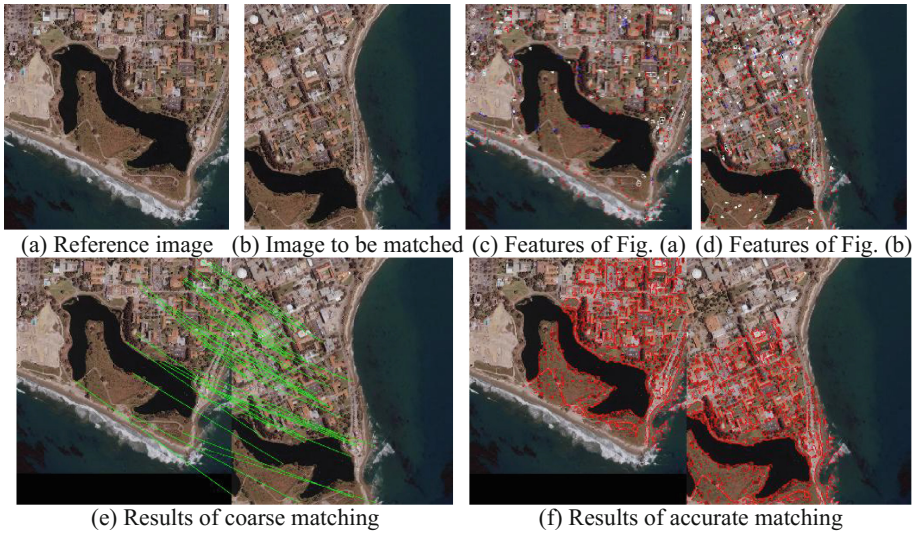 (a) Reference image
(b) Image to be matched
(c) Features of Fig. (a)
(d) Features of Fig. (b)
(e) Results of coarse matching
(f) Results of accurate matching